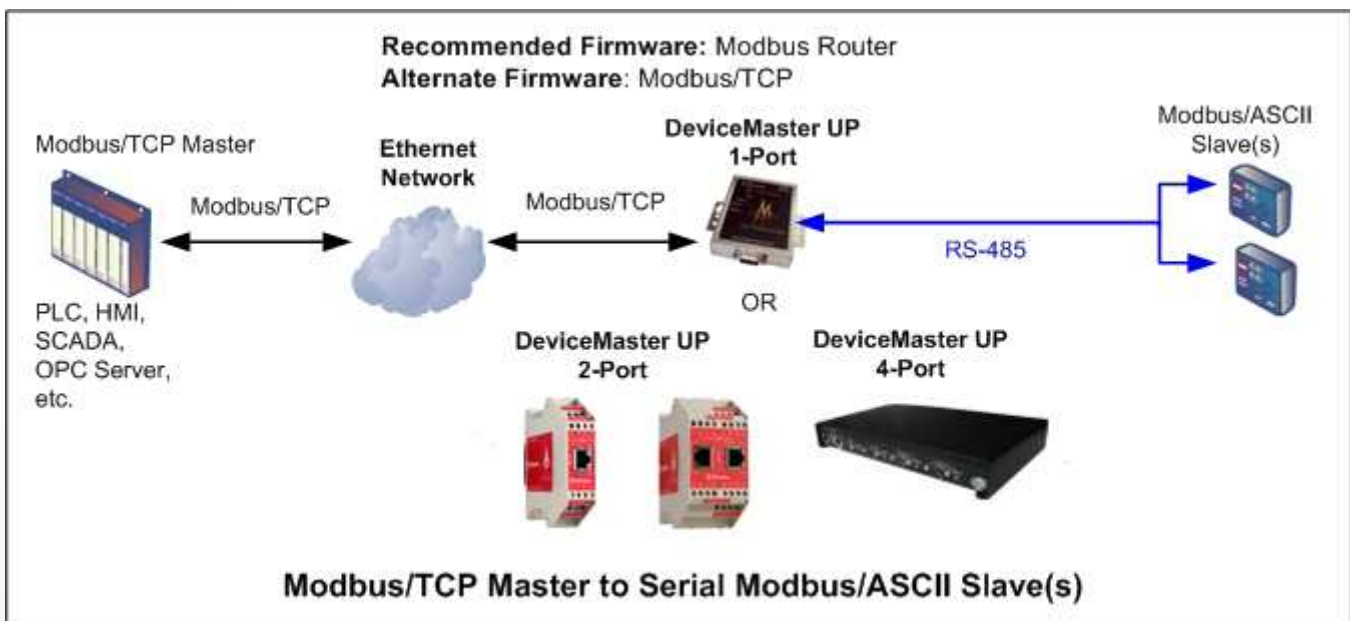 Recommended Firmware: Modbus Router
Alternate Firmware: Modbus/TCP
Modbus/TCP Master
Ethernet
Network
DeviceMaster UP
1-Port
Modbus/ASCII
Slave(s)
Modbus/TCP
Modbus/TCP
RS-485
PLC, HMI,
SCADA,
OPC Server,
etc.
OR
DeviceMaster UP
2-Port
DeviceMaster UP
4-Port
Modbus/TCP Master to Serial Modbus/ASCII Slave(s)